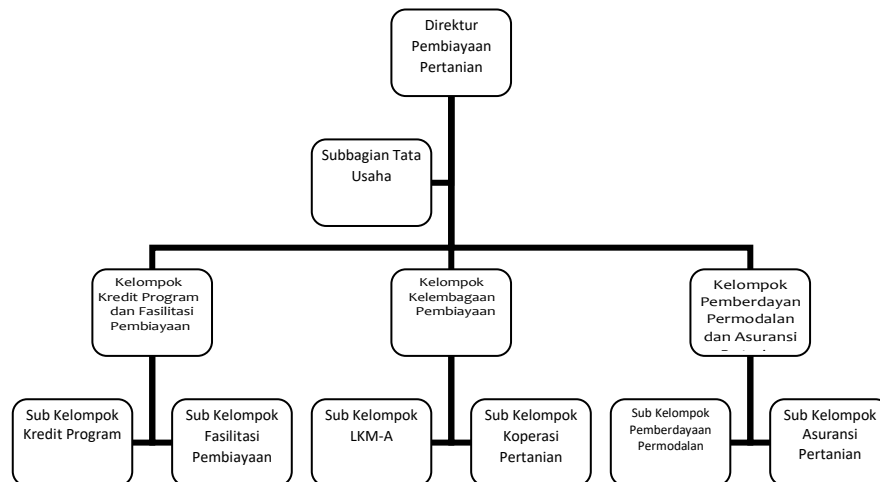 Direktur
Pembiayaan
Pertanian
Subbagian Tata
Usaha
Kelompok
Kredit Program
dan Fasilitasi
Pembiayaan
Kelompok
Kelembagaan
Pembiayaan
Kelompok
Pemberdayan
Permodalan
dan Asuransi
Sub Kelompok
Kredit Program
Sub Kelompok
Fasilitasi
Pembiayaan
Sub Kelompok
LKM-A
Sub Kelompok
Koperasi
Pertanian
Sub Kelompok
Pemberdayaan
Permodalan
Sub Kelompok
Asuransi
Pertanian